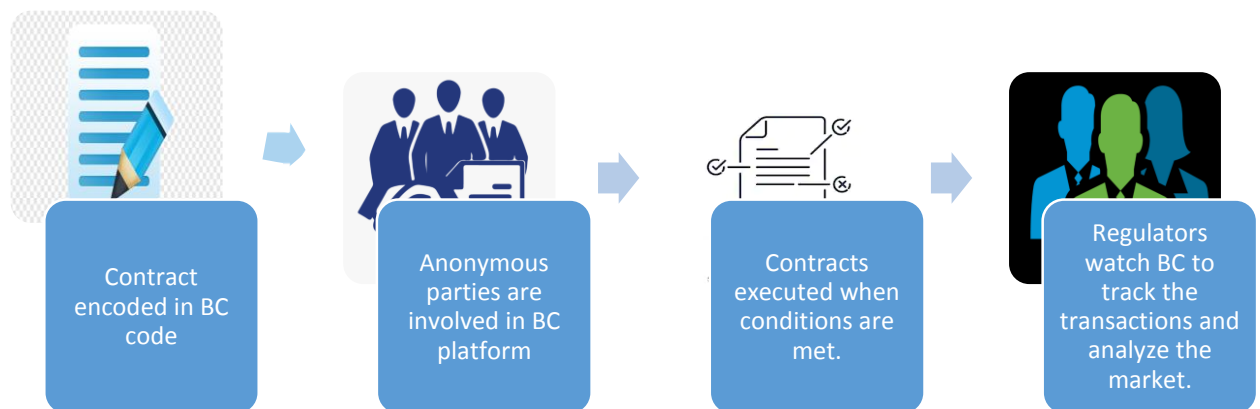 Contract
encoded in BC
code
Anonymous
parties are
involved in BC
platform
Contracts
executed when
conditions are
met.
Regulators
watch BC to
track the
transactions and
analyze the
market.